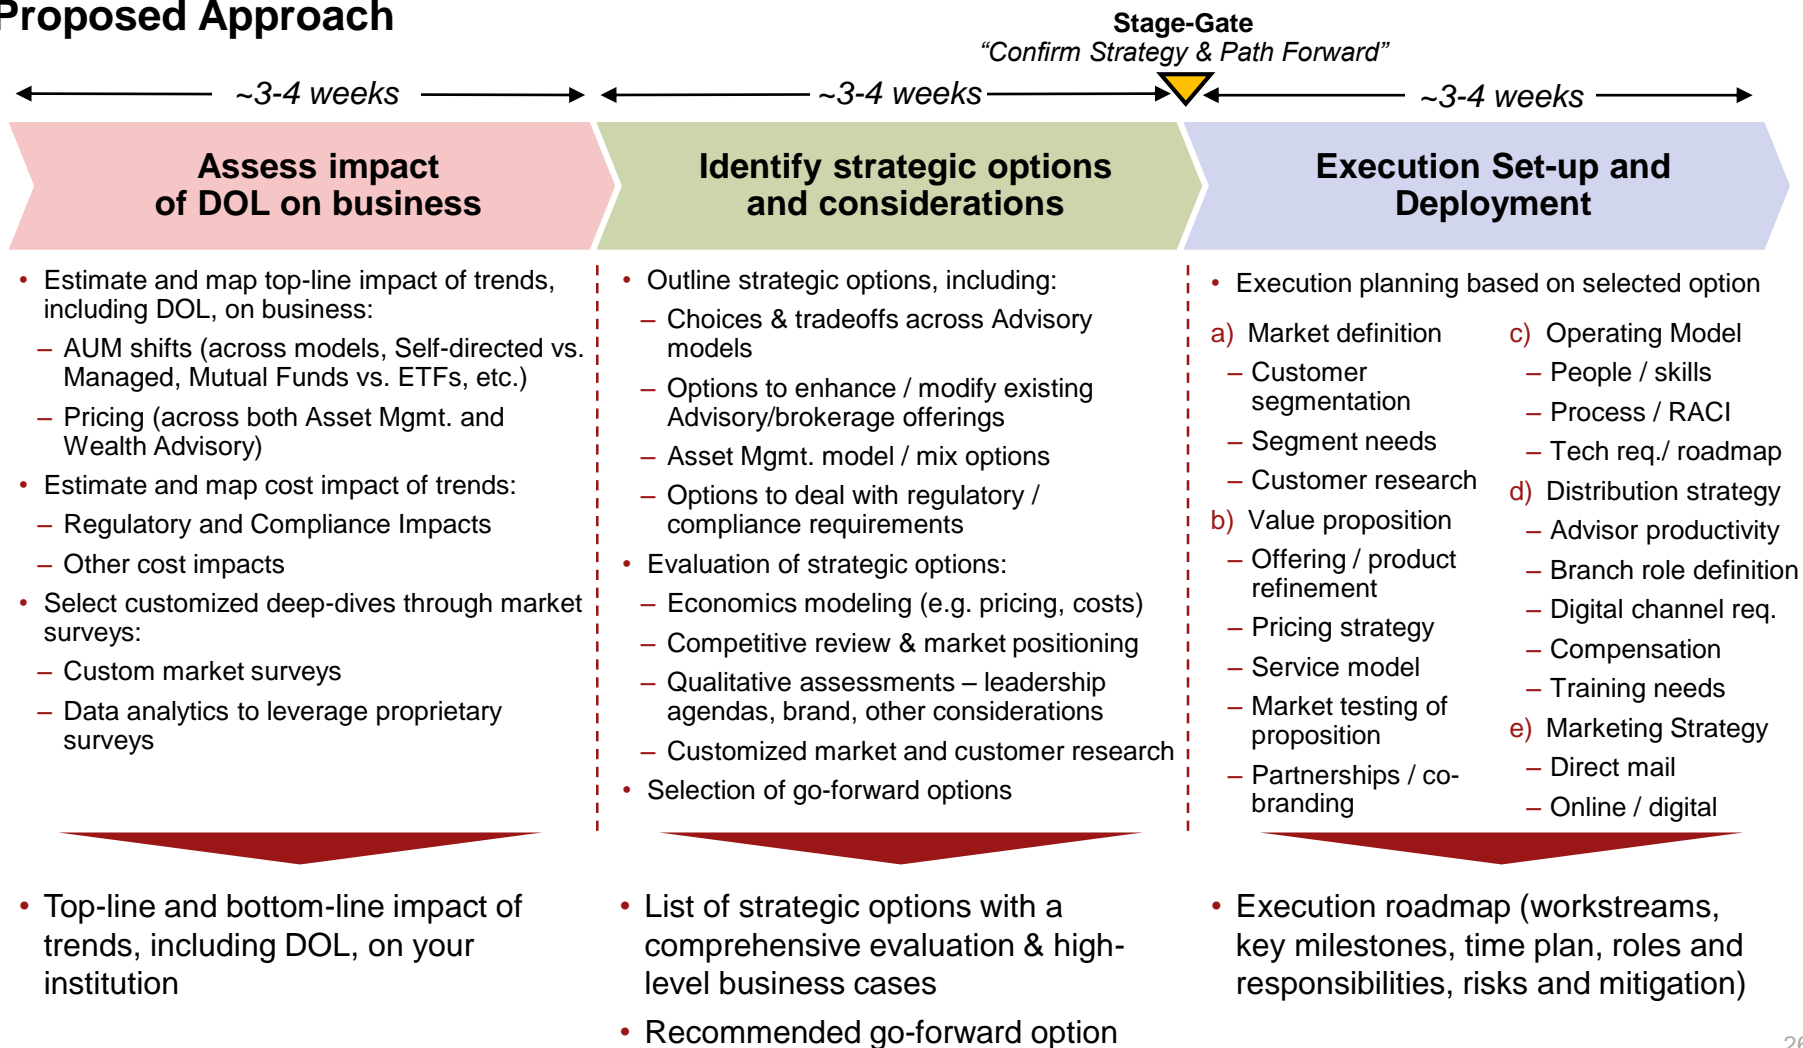 Proposed Approach
Stage-Gate
“Confirm Strategy & Path Forward”
~3-4 weeks
~3-4 weeks
~3-4 weeks
Assess impact
of DOL on business
Identify strategic options
and considerations
Execution Set-up and
Deployment
• Estimate and map top-line impact of trends,
including DOL, on business:
– AUM shifts (across models, Self-directed vs.
Managed, Mutual Funds vs. ETFs, etc.)
– Pricing (across both Asset Mgmt. and
Wealth Advisory)
• Estimate and map cost impact of trends:
– Regulatory and Compliance Impacts
– Other cost impacts
• Select customized deep-dives through market
surveys:
– Custom market surveys
– Data analytics to leverage proprietary
surveys
• Outline strategic options, including:
– Choices & tradeoffs across Advisory
models
– Options to enhance / modify existing
Advisory/brokerage offerings
– Asset Mgmt. model / mix options
– Options to deal with regulatory /
compliance requirements
• Evaluation of strategic options:
– Economics modeling (e.g. pricing, costs)
– Competitive review & market positioning
– Qualitative assessments – leadership
agendas, brand, other considerations
– Customized market and customer research
• Selection of go-forward options
• Execution planning based on selected option
a) Market definition
– Customer
segmentation
– Segment needs
– Customer research
b) Value proposition
– Offering / product
refinement
– Pricing strategy
– Service model
– Market testing of
proposition
– Partnerships / co-
branding
c) Operating Model
– People / skills
– Process / RACI
– Tech req./ roadmap
d) Distribution strategy
– Advisor productivity
– Branch role definition
– Digital channel req.
– Compensation
– Training needs
e) Marketing Strategy
– Direct mail
– Online / digital
• Top-line and bottom-line impact of
trends, including DOL, on your
institution
• List of strategic options with a
comprehensive evaluation & high-
level business cases
• Recommended go-forward option
• Execution roadmap (workstreams,
key milestones, time plan, roles and
responsibilities, risks and mitigation)
26